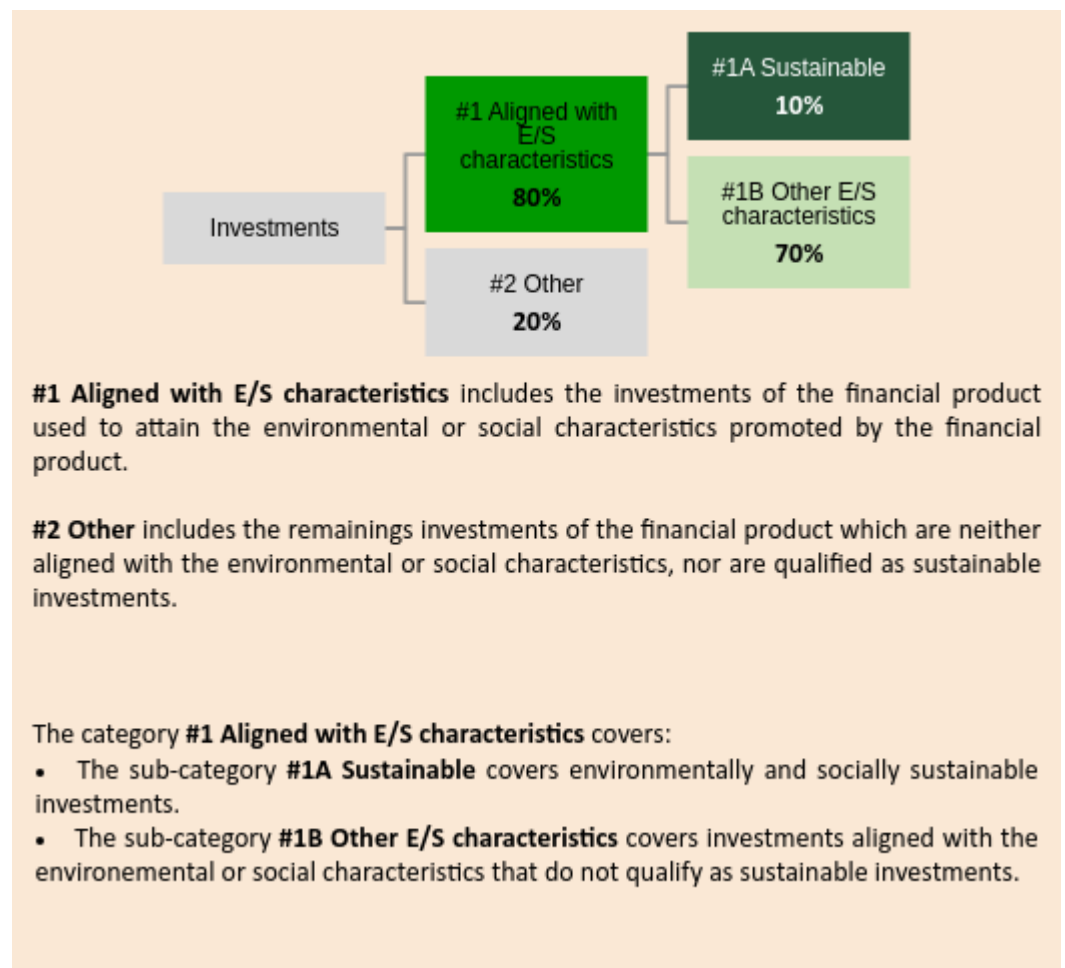 #1A Sustainable
10%
#1 Aligned with
E/S
characteristics
80%
#1B Other E/S
characteristics
70%
Investments
#2 Other
20%
#1 Aligned with E/S characteristics includes the investments of the financial product
used to attain the environmental or social characteristics promoted by the financial
product.
#2 Other includes the remainings investments of the financial product which are neither
aligned with the environmental or social characteristics, nor are qualified as sustainable
investments.
The category #1 Aligned with E/S characteristics covers:
• The sub-category #1A Sustainable covers environmentally and socially sustainable
investments.
• The sub-category #1B Other E/S characteristics covers investments aligned with the
environemental or social characteristics that do not qualify as sustainable investments.